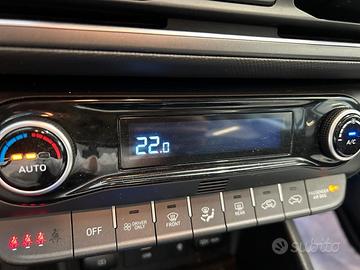 22.0
AUTO
A/C
OFF
DRIVER ONLY
FRONT
REAR
PASSENGER AIR BAG
subito